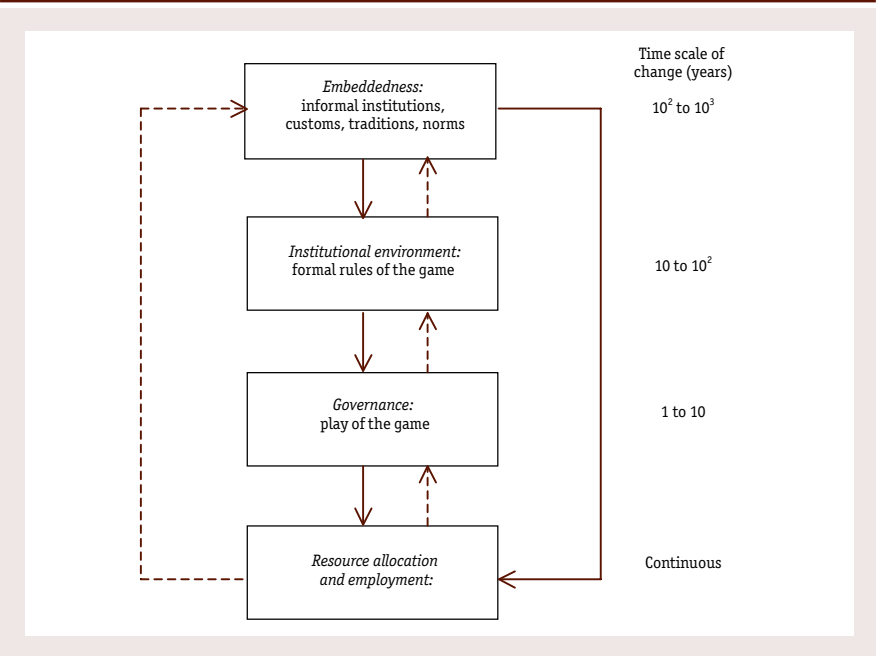 Time scale of
change (years)
Embeddedness:
informal institutions,
customs, traditions, norms
10² to 10³
Institutional environment:
formal rules of the game
10 to 10²
Governance:
play of the game
1 to 10
Resource allocation
and employment:
Continuous